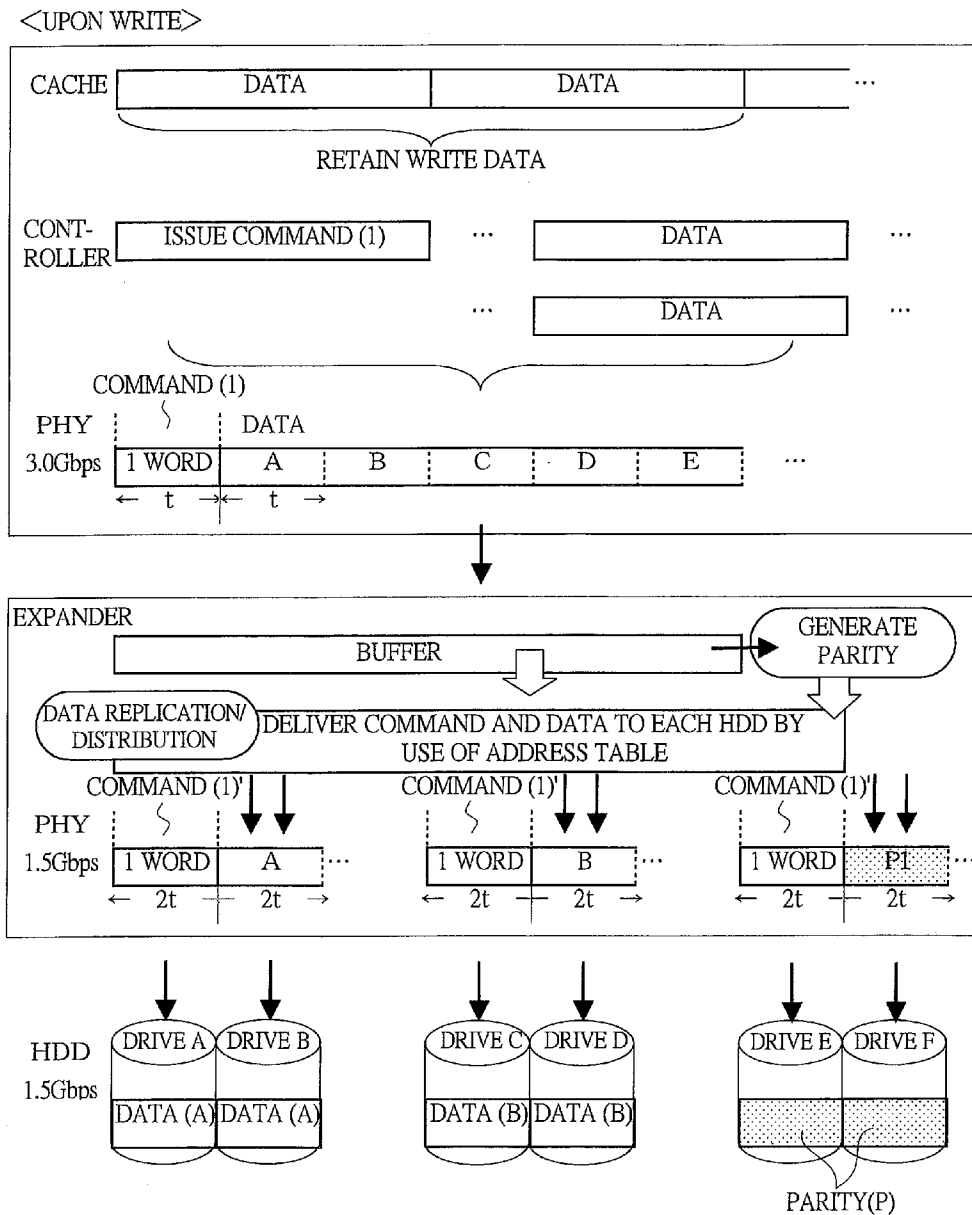 <UPON WRITE>
CACHE DATA DATA ...
RETAIN WRITE DATA
CONT-
ROLLER
ISSUE COMMAND (1) ... DATA ...
... DATA ...
COMMAND (1)
PHY DATA
3.0Gbps 1 WORD A B C D E ...
← t → ← t →
EXPANDER
BUFFER
GENERATE
PARITY
DATA REPLICATION/
DISTRIBUTION
DELIVER COMMAND AND DATA TO EACH HDD BY
USE OF ADDRESS TABLE
COMMAND (1)' COMMAND (1)' COMMAND (1)'
PHY
1.5Gbps 1 WORD A ... 1 WORD B ... 1 WORD P1 ...
← 2t → ← 2t → ← 2t → ← 2t → ← 2t → ← 2t →
DRIVE A DRIVE B DRIVE C DRIVE D DRIVE E DRIVE F
HDD
1.5Gbps
DATA (A) DATA (A) DATA (B) DATA (B)
PARITY(P)